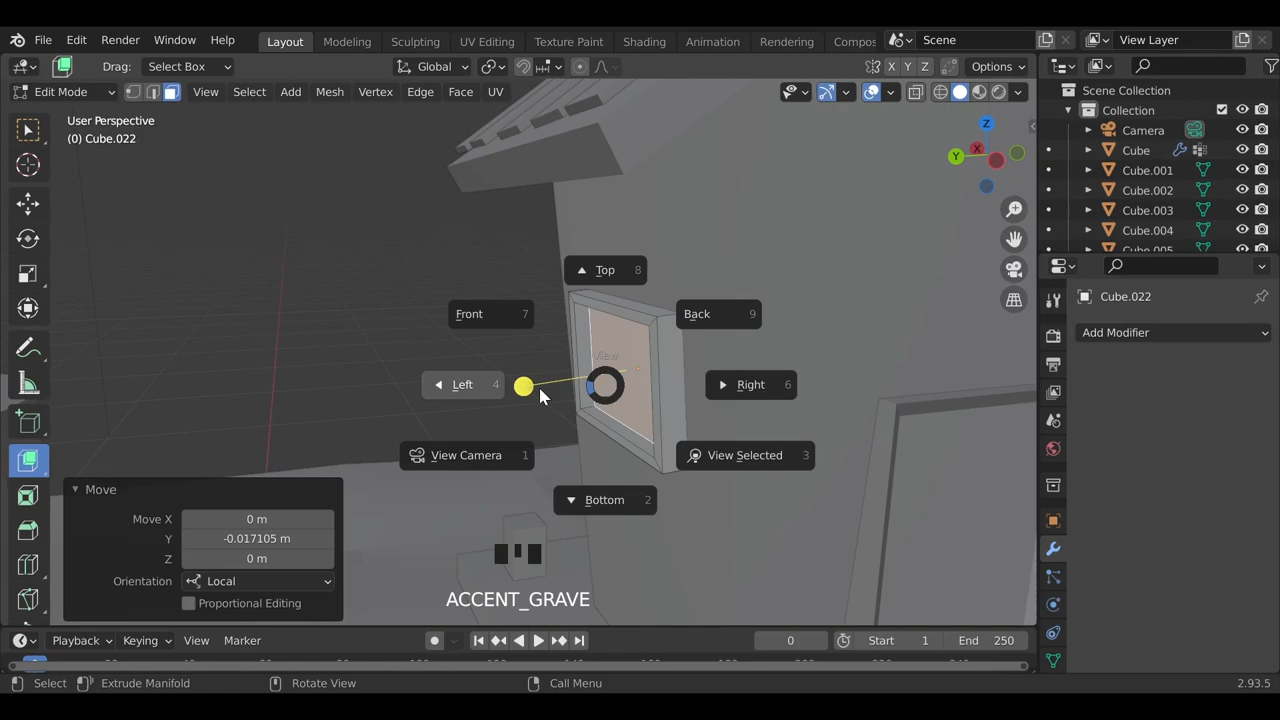 File Edit Render Window Help Layout Modeling Sculpting UV Editing Texture Paint Shading Animation Rendering Compos Scene View Layer
Drag: Select Box Global X Y Z Options
Edit Mode View Select Add Mesh Vertex Edge Face UV
User Perspective
(0) Cube.022
Z
X
Y
Scene Collection
Collection
Camera
Cube
Cube.001
Cube.002
Cube.003
Cube.004
Cube.005
Cube.022
Add Modifier
Top 8
Front 7
Back 9
View
Left 4
Right 6
View Camera 1
View Selected 3
Bottom 2
Move
Move X 0 m
Y -0.017105 m
Z 0 m
Orientation Local
Proportional Editing
ACCENT_GRAVE
Playback Keying View Marker 0 Start 1 End 250
Select Extrude Manifold Rotate View Call Menu 2.93.5